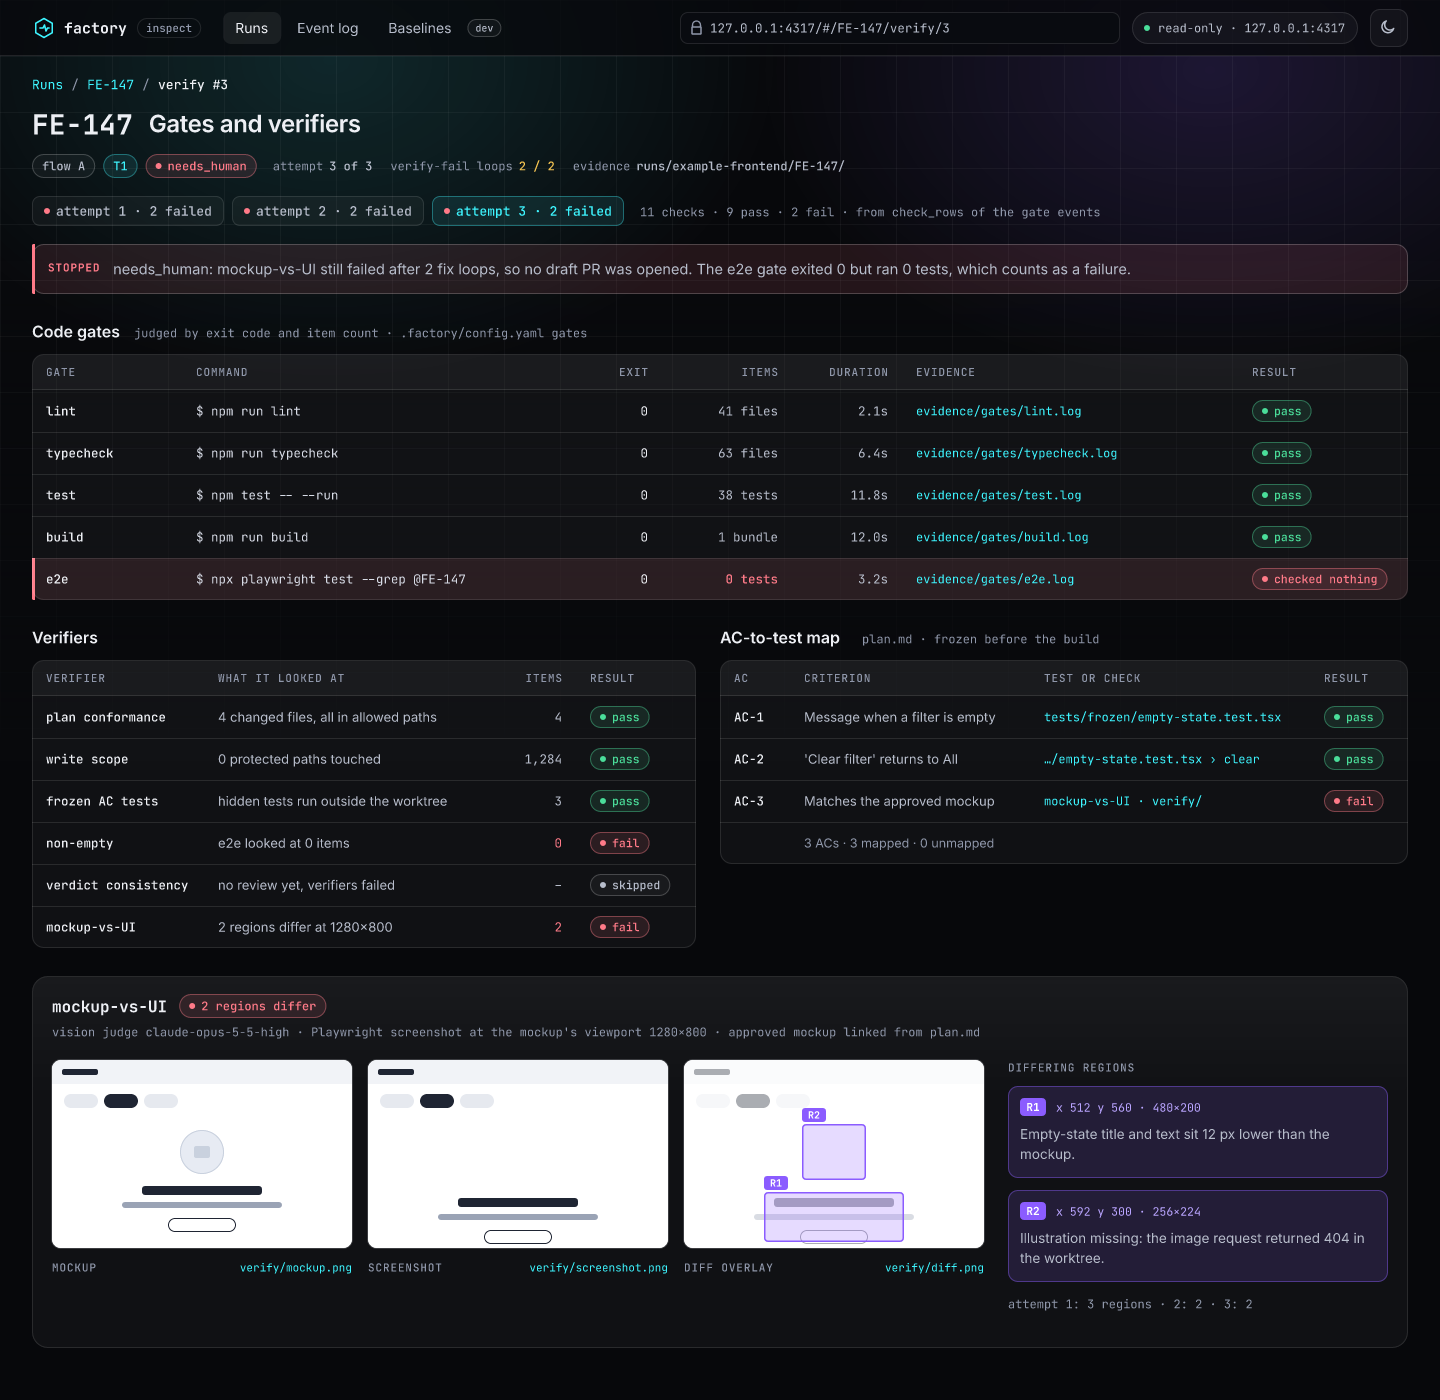 factory inspect Runs Event log Baselines dev 127.0.0.1:4317/#/FE-147/verify/3 read-only · 127.0.0.1:4317
Runs / FE-147 / verify #3
FE-147 Gates and verifiers
flow A T1 needs_human attempt 3 of 3 verify-fail loops 2 / 2 evidence runs/example-frontend/FE-147/
attempt 1 · 2 failed attempt 2 · 2 failed attempt 3 · 2 failed 11 checks · 9 pass · 2 fail · from check_rows of the gate events
STOPPED needs_human: mockup-vs-UI still failed after 2 fix loops, so no draft PR was opened. The e2e gate exited 0 but ran 0 tests, which counts as a failure.
Code gates judged by exit code and item count · .factory/config.yaml gates
GATE COMMAND EXIT ITEMS DURATION EVIDENCE RESULT
lint $ npm run lint 0 41 files 2.1s evidence/gates/lint.log pass
typecheck $ npm run typecheck 0 63 files 6.4s evidence/gates/typecheck.log pass
test $ npm test -- --run 0 38 tests 11.8s evidence/gates/test.log pass
build $ npm run build 0 1 bundle 12.0s evidence/gates/build.log pass
e2e $ npx playwright test --grep @FE-147 0 0 tests 3.2s evidence/gates/e2e.log checked nothing
Verifiers
VERIFIER WHAT IT LOOKED AT ITEMS RESULT
plan conformance 4 changed files, all in allowed paths 4 pass
write scope 0 protected paths touched 1,284 pass
frozen AC tests hidden tests run outside the worktree 3 pass
non-empty e2e looked at 0 items 0 fail
verdict consistency no review yet, verifiers failed – skipped
mockup-vs-UI 2 regions differ at 1280×800 2 fail
AC-to-test map plan.md · frozen before the build
AC CRITERION TEST OR CHECK RESULT
AC-1 Message when a filter is empty tests/frozen/empty-state.test.tsx pass
AC-2 'Clear filter' returns to All …/empty-state.test.tsx › clear pass
AC-3 Matches the approved mockup mockup-vs-UI · verify/ fail
3 ACs · 3 mapped · 0 unmapped
mockup-vs-UI 2 regions differ
vision judge claude-opus-5-5-high · Playwright screenshot at the mockup's viewport 1280×800 · approved mockup linked from plan.md
R2
R1
MOCKUP verify/mockup.png SCREENSHOT verify/screenshot.png DIFF OVERLAY verify/diff.png
DIFFERING REGIONS
R1 x 512 y 560 · 480×200
Empty-state title and text sit 12 px lower than the
mockup.
R2 x 592 y 300 · 256×224
Illustration missing: the image request returned 404 in
the worktree.
attempt 1: 3 regions · 2: 2 · 3: 2